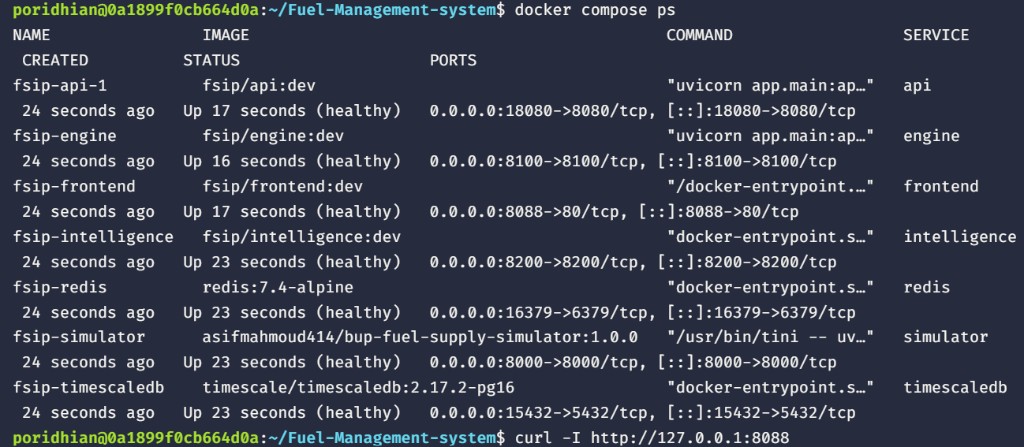 poridhian@0a1899f0cb664d0a:~/Fuel-Management-system$ docker compose ps
NAME IMAGE COMMAND SERVICE
CREATED STATUS PORTS
fsip-api-1 fsip/api:dev "uvicorn app.main:ap…" api
24 seconds ago Up 17 seconds (healthy) 0.0.0.0:18080->8080/tcp, [::]:18080->8080/tcp
fsip-engine fsip/engine:dev "uvicorn app.main:ap…" engine
24 seconds ago Up 16 seconds (healthy) 0.0.0.0:8100->8100/tcp, [::]:8100->8100/tcp
fsip-frontend fsip/frontend:dev "/docker-entrypoint.…" frontend
24 seconds ago Up 17 seconds (healthy) 0.0.0.0:8088->80/tcp, [::]:8088->80/tcp
fsip-intelligence fsip/intelligence:dev "docker-entrypoint.s…" intelligence
24 seconds ago Up 23 seconds (healthy) 0.0.0.0:8200->8200/tcp, [::]:8200->8200/tcp
fsip-redis redis:7.4-alpine "docker-entrypoint.s…" redis
24 seconds ago Up 23 seconds (healthy) 0.0.0.0:16379->6379/tcp, [::]:16379->6379/tcp
fsip-simulator asifmahmoud414/bup-fuel-supply-simulator:1.0.0 "/usr/bin/tini -- uv…" simulator
24 seconds ago Up 23 seconds (healthy) 0.0.0.0:8000->8000/tcp, [::]:8000->8000/tcp
fsip-timescaledb timescale/timescaledb:2.17.2-pg16 "docker-entrypoint.s…" timescaledb
24 seconds ago Up 23 seconds (healthy) 0.0.0.0:15432->5432/tcp, [::]:15432->5432/tcp
poridhian@0a1899f0cb664d0a:~/Fuel-Management-system$ curl -I http://127.0.0.1:8088